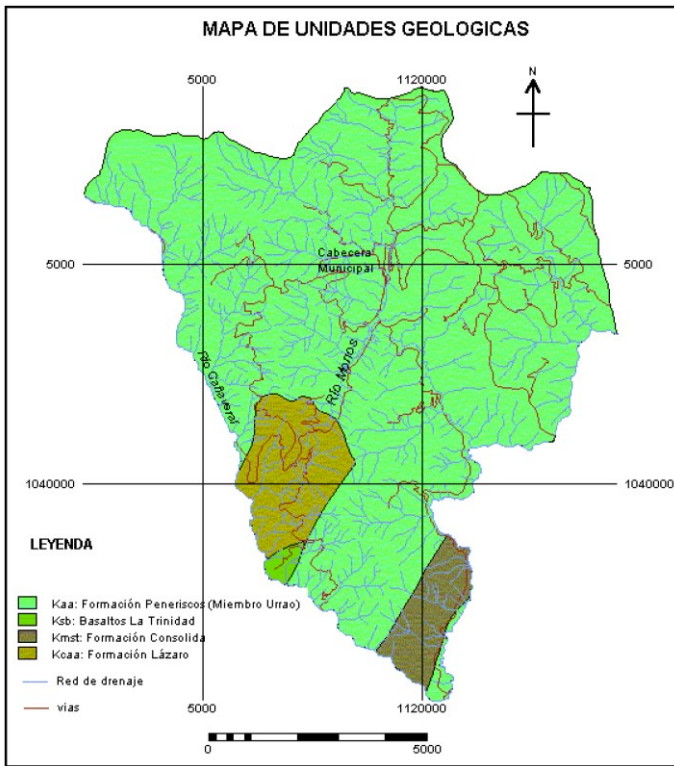 MAPA DE UNIDADES GEOLOGICAS
5000
1120000
N
Cabecera
Municipal
5000
5000
Río Cañaveral
Río Monos
1040000
1040000
LEYENDA
Kaa: Formación Peneriscos (Miembro Urrao)
Ksb: Basaltos La Trinidad
Kmst: Formación Consolida
Kcaa: Formación Lázaro
Red de drenaje
vias
5000
1120000
0
5000